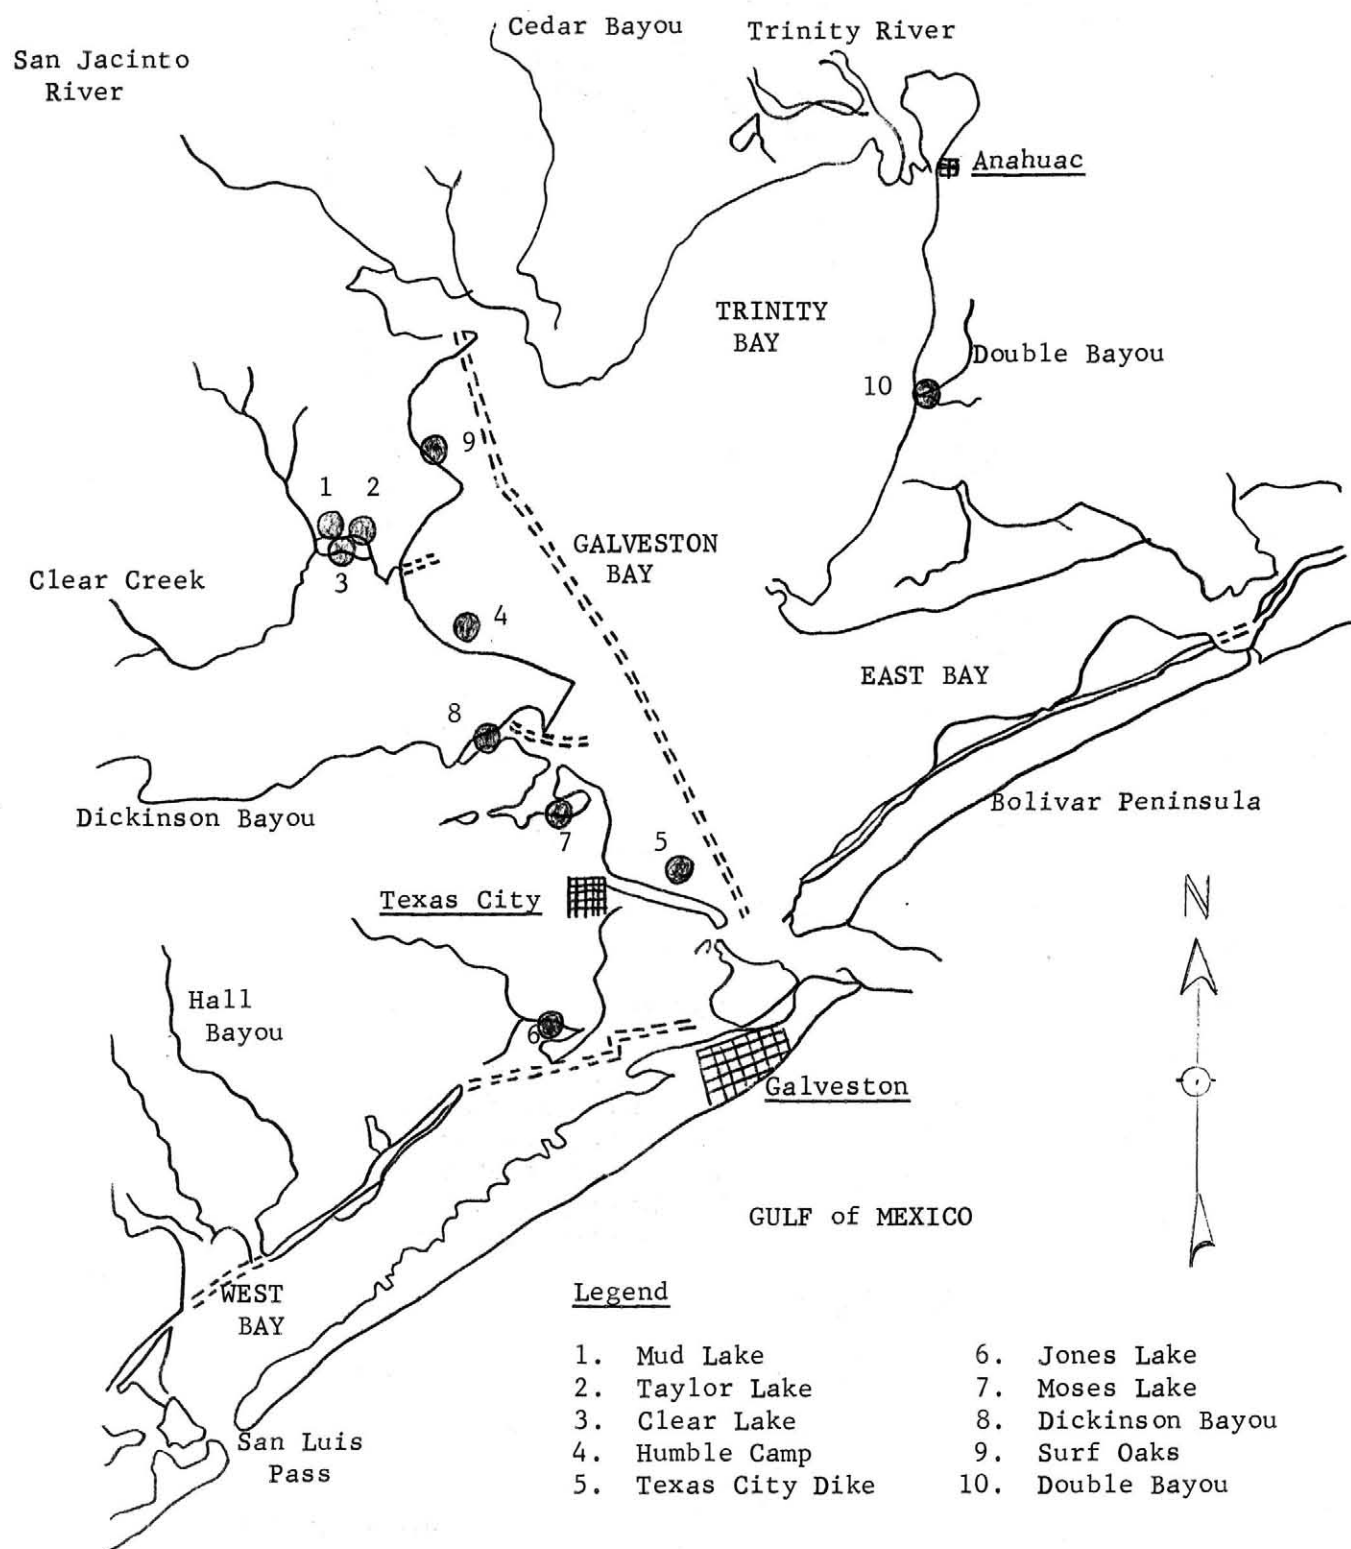 Cedar Bayou
Trinity River
San Jacinto
River
Anahuac
TRINITY
BAY
Double Bayou
10
9
1
2
3
GALVESTON
BAY
Clear Creek
4
EAST BAY
8
Bolivar Peninsula
Dickinson Bayou
7
5
Texas City
N
Hall
Bayou
6
Galveston
GULF of MEXICO
WEST
BAY
San Luis
Pass
Legend
1. Mud Lake
2. Taylor Lake
3. Clear Lake
4. Humble Camp
5. Texas City Dike
6. Jones Lake
7. Moses Lake
8. Dickinson Bayou
9. Surf Oaks
10. Double Bayou